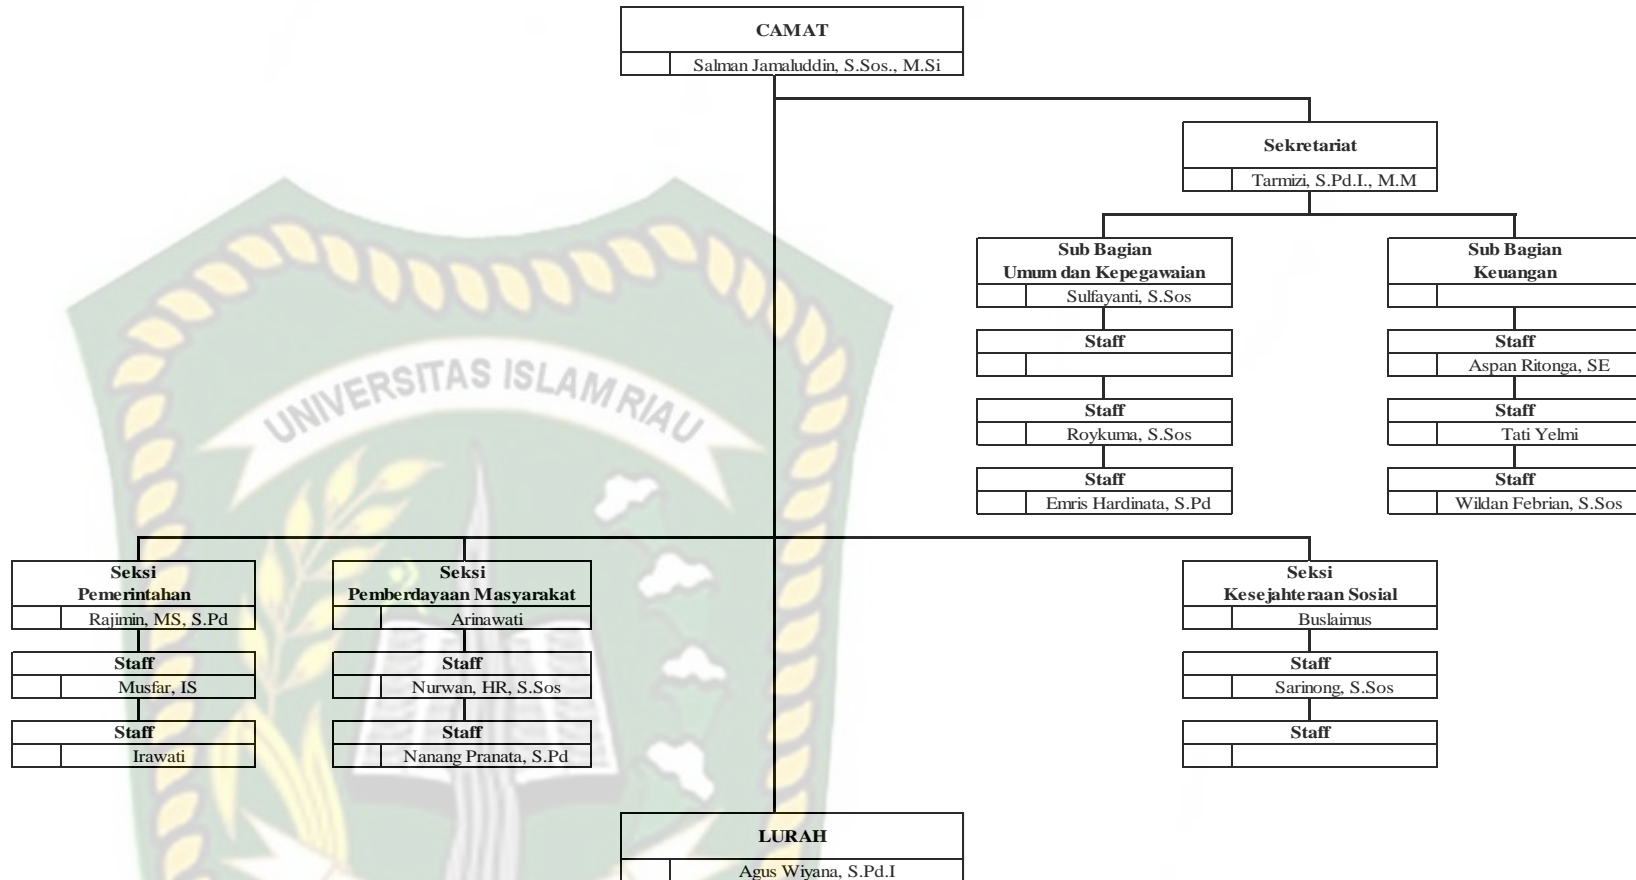 CAMAT
Salman Jamaluddin, S.Sos., M.Si
Sekretariat
Tarmizi, S.Pd.I., M.M
Sub Bagian
Umum dan Kepegawaian
Sulfayanti, S.Sos
Staff
Staff
Roykuma, S.Sos
Staff
Emris Hardinata, S.Pd
Sub Bagian
Keuangan
Staff
Aspan Ritonga, SE
Staff
Tati Yelmi
Staff
Wildan Febrian, S.Sos
UNIVERSITAS ISLAM RIAU
Seksi
Pemerintahan
Rajimin, MS, S.Pd
Staff
Musfar, IS
Staff
Irawati
Seksi
Pemberdayaan Masyarakat
Arinawati
Staff
Nurwan, HR, S.Sos
Staff
Nanang Pranata, S.Pd
Seksi
Kesejahteraan Sosial
Buslaimus
Staff
Sarinong, S.Sos
Staff
LURAH
Agus Wiyana, S.Pd.I